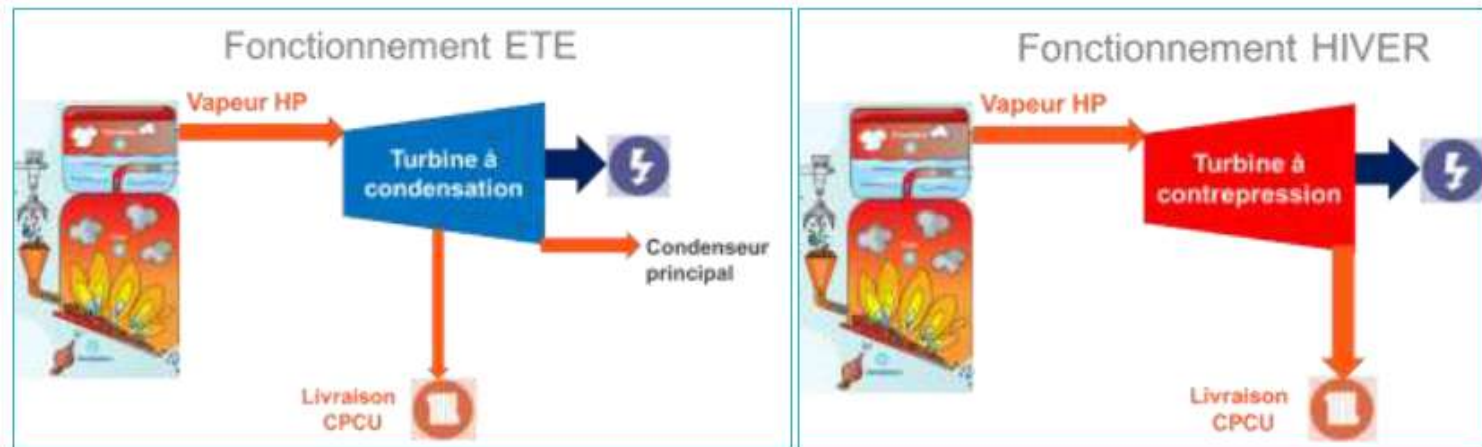 Fonctionnement ETE
Vapeur HP
Turbine à
condensation
Condenseur
principal
Livraison
CPCU
Fonctionnement HIVER
Vapeur HP
Turbine à
contrepression
Livraison
CPCU